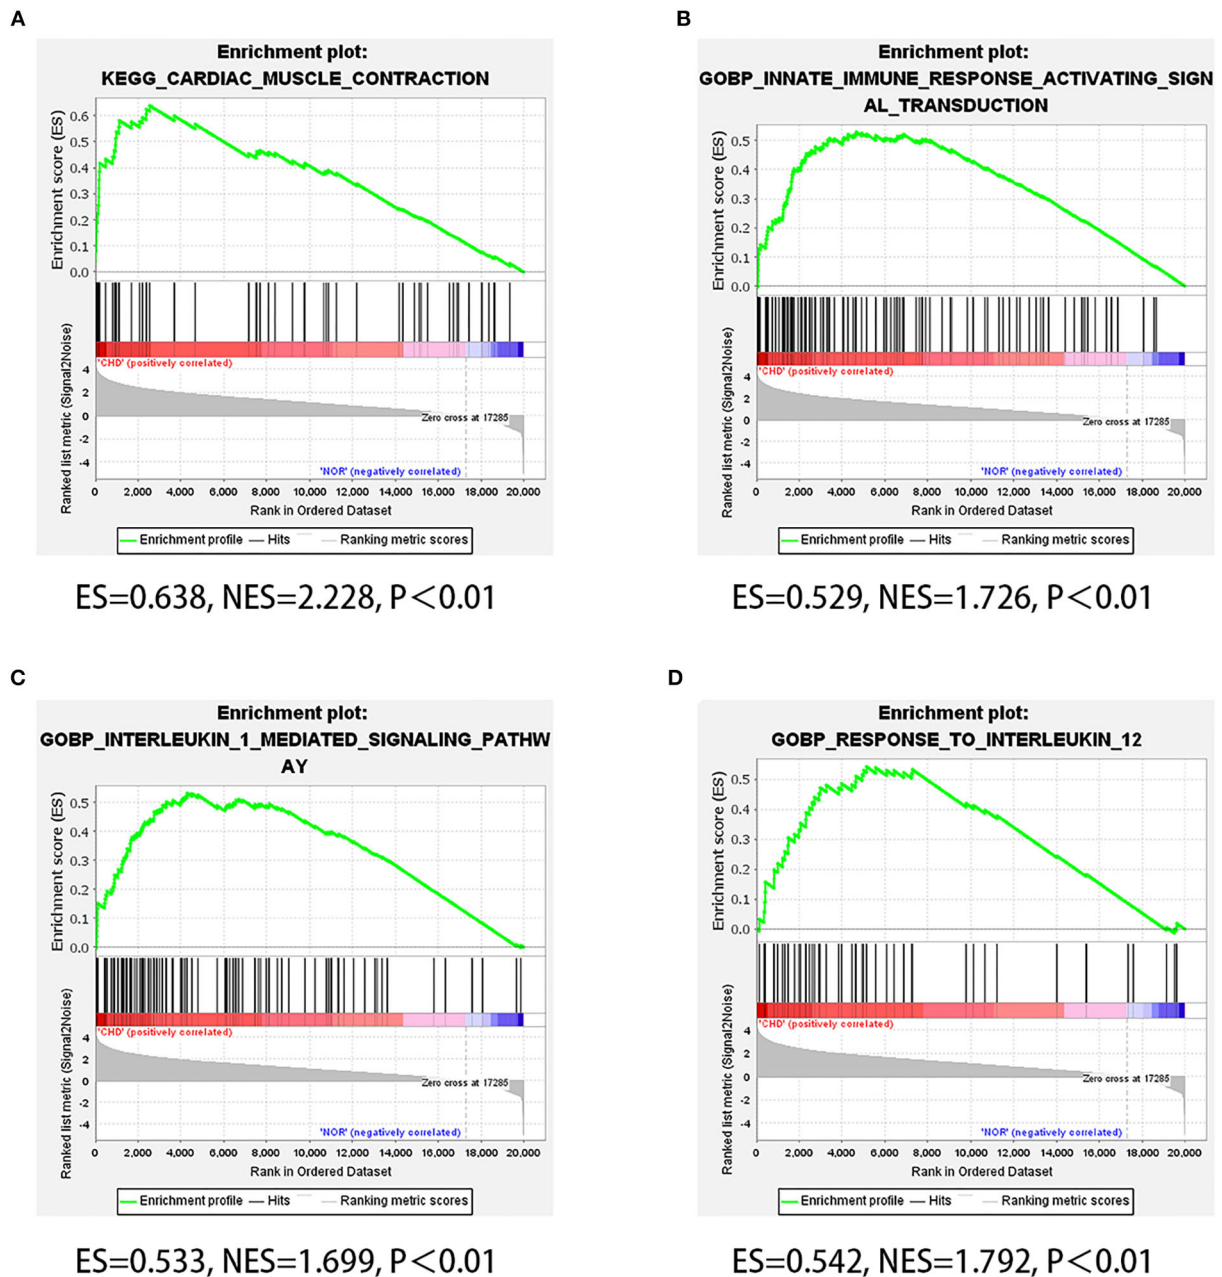 A
Enrichment plot:
KEGG_CARDIAC_MUSCLE_CONTRACTION
Enrichment score (ES)
0.6
0.5
0.4
0.3
0.2
0.1
0.0
'CHD' (positively correlated)
Ranked list metric (Signal2Noise)
4
2
0
-2
-4
Zero cross at 17285
'NOR' (negatively correlated)
0 2,000 4,000 6,000 8,000 10,000 12,000 14,000 16,000 18,000 20,000
Rank in Ordered Dataset
Enrichment profile Hits Ranking metric scores
ES=0.638, NES=2.228, P<0.01
B
Enrichment plot:
GOBP_INNATE_IMMUNE_RESPONSE_ACTIVATING_SIGN
AL_TRANSDUCTION
Enrichment score (ES)
0.5
0.4
0.3
0.2
0.1
0.0
'CHD' (positively correlated)
Ranked list metric (Signal2Noise)
4
2
0
-2
-4
Zero cross at 17285
'NOR' (negatively correlated)
0 2,000 4,000 6,000 8,000 10,000 12,000 14,000 16,000 18,000 20,000
Rank in Ordered Dataset
Enrichment profile Hits Ranking metric scores
ES=0.529, NES=1.726, P<0.01
C
Enrichment plot:
GOBP_INTERLEUKIN_1_MEDIATED_SIGNALING_PATHW
AY
Enrichment score (ES)
0.5
0.4
0.3
0.2
0.1
0.0
'CHD' (positively correlated)
Ranked list metric (Signal2Noise)
4
2
0
-2
-4
Zero cross at 17285
'NOR' (negatively correlated)
0 2,000 4,000 6,000 8,000 10,000 12,000 14,000 16,000 18,000 20,000
Rank in Ordered Dataset
Enrichment profile Hits Ranking metric scores
ES=0.533, NES=1.699, P<0.01
D
Enrichment plot:
GOBP_RESPONSE_TO_INTERLEUKIN_12
Enrichment score (ES)
0.5
0.4
0.3
0.2
0.1
0.0
'CHD' (positively correlated)
Ranked list metric (Signal2Noise)
4
2
0
-2
-4
Zero cross at 17285
'NOR' (negatively correlated)
0 2,000 4,000 6,000 8,000 10,000 12,000 14,000 16,000 18,000 20,000
Rank in Ordered Dataset
Enrichment profile Hits Ranking metric scores
ES=0.542, NES=1.792, P<0.01